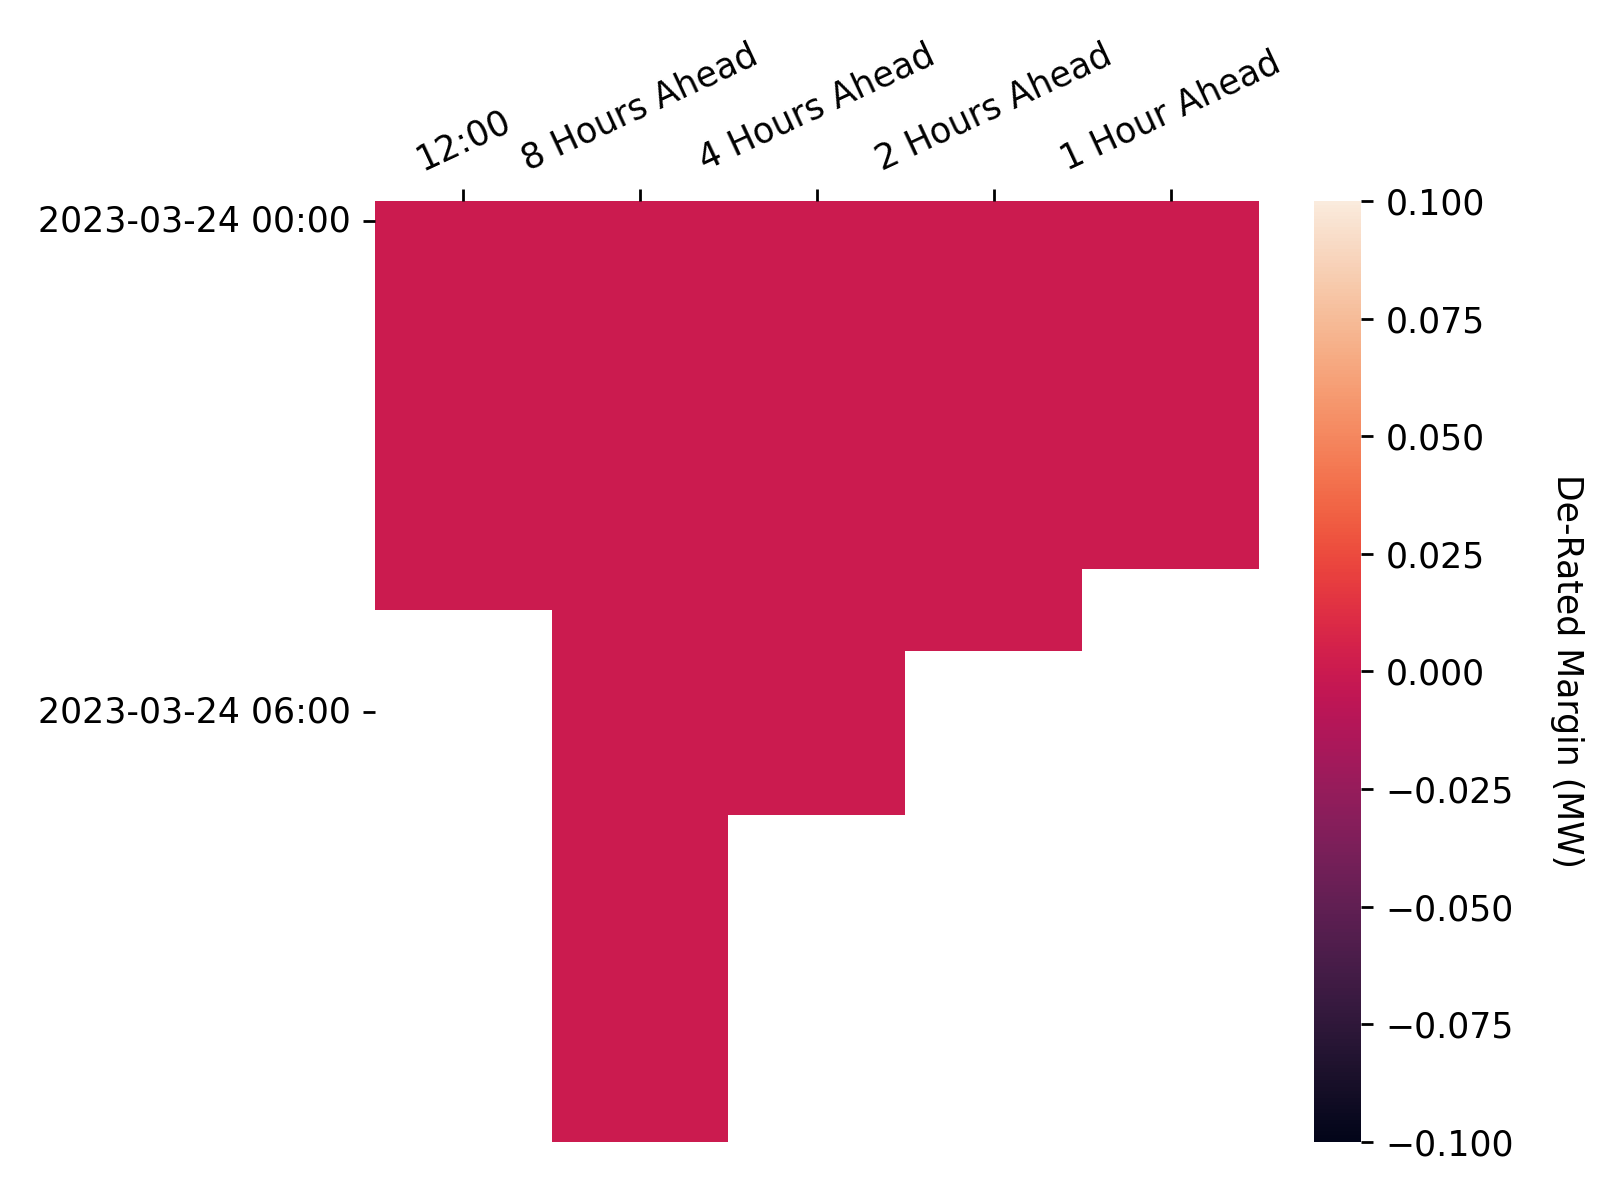 12:00
8 Hours Ahead
4 Hours Ahead
2 Hours Ahead
1 Hour Ahead
2023-03-24 00:00
2023-03-24 06:00
0.100
0.075
0.050
0.025
0.000
−0.025
−0.050
−0.075
−0.100
De-Rated Margin (MW)